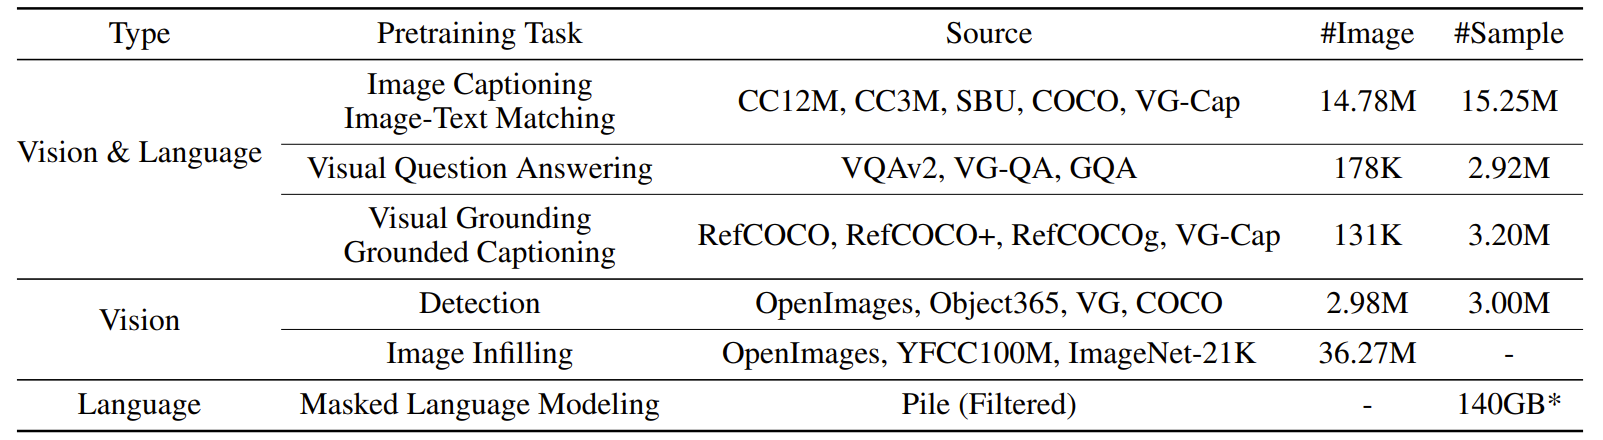 Type Pretraining Task Source #Image #Sample
Vision & Language
Image Captioning
Image-Text Matching
CC12M, CC3M, SBU, COCO, VG-Cap 14.78M 15.25M
Visual Question Answering VQAv2, VG-QA, GQA 178K 2.92M
Visual Grounding
Grounded Captioning
RefCOCO, RefCOCO+, RefCOCOg, VG-Cap 131K 3.20M
Vision
Detection OpenImages, Object365, VG, COCO 2.98M 3.00M
Image Infilling OpenImages, YFCC100M, ImageNet-21K 36.27M -
Language Masked Language Modeling Pile (Filtered) - 140GB*